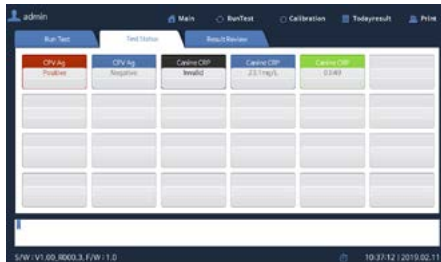 admin
Main
RunTest
Calibration
Todayresult
Print
Run Test
Test Status
Result Review
CPV Ag
Positive
CPV Ag
Negative
Canine CRP
Invalid
Canine CRP
23.1mg/L
Canine CRP
03:49
S/W : V1.00_R000.3, F/W : 1.0
10:37:12 | 2019.02.11